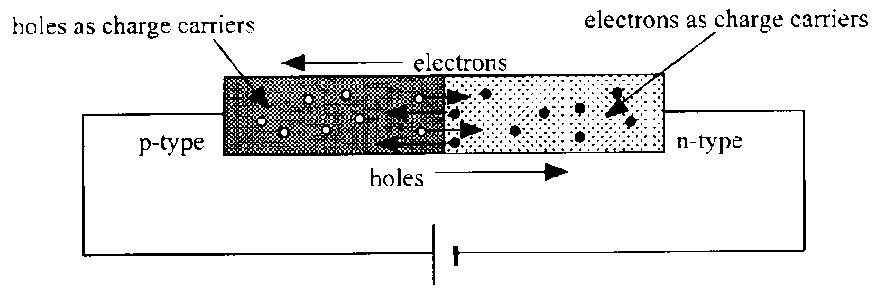 holes as charge carriers
electrons as charge carriers
electrons
p-type
n-type
holes